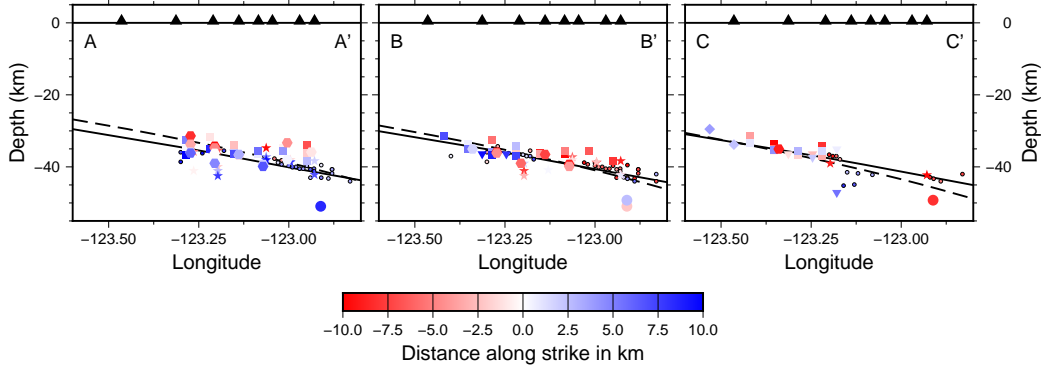 0
−20
−40
Depth (km)
A
A’
B
B’
C
C’
0
−20
−40
Depth (km)
−123.50
−123.25
−123.00
−123.50
−123.25
−123.00
−123.50
−123.25
−123.00
Longitude
Longitude
Longitude
−10.0
−7.5
−5.0
−2.5
0.0
2.5
5.0
7.5
10.0
Distance along strike in km